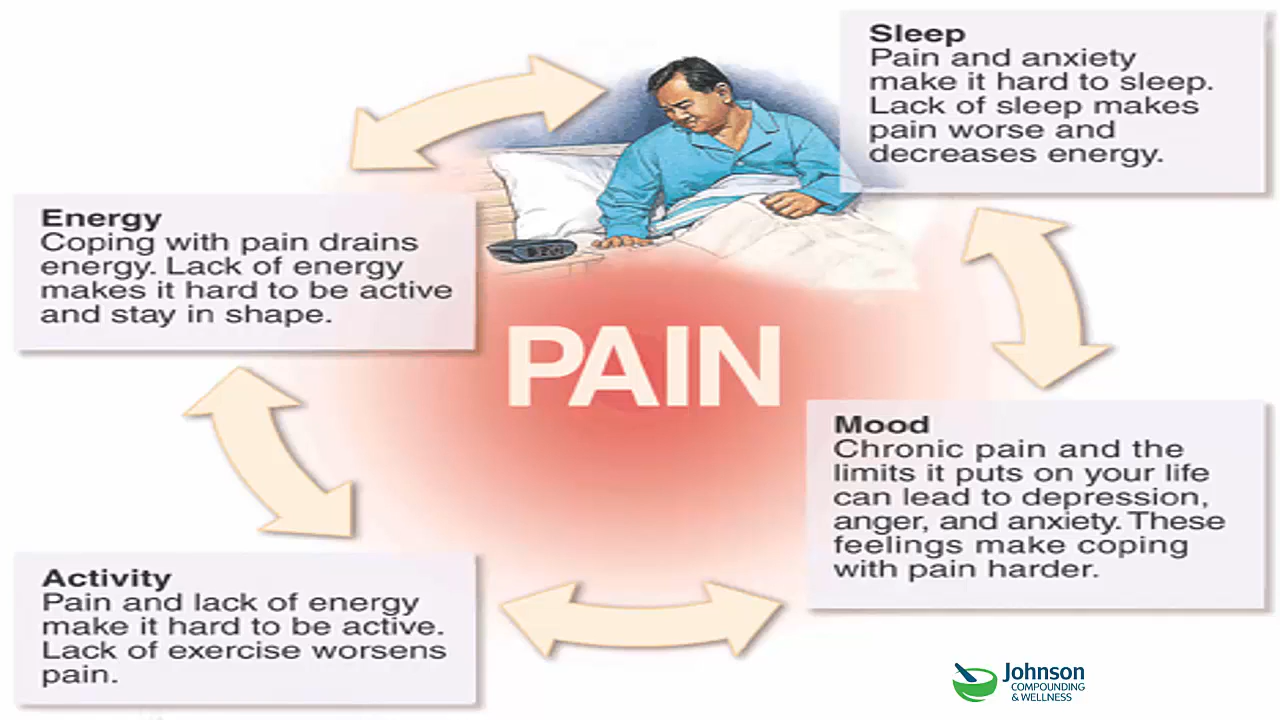 Sleep
Pain and anxiety
make it hard to sleep.
Lack of sleep makes
pain worse and
decreases energy.
Energy
Coping with pain drains
energy. Lack of energy
makes it hard to be active
and stay in shape.
PAIN
Mood
Chronic pain and the
limits it puts on your life
can lead to depression,
anger, and anxiety. These
feelings make coping
with pain harder.
Activity
Pain and lack of energy
make it hard to be active.
Lack of exercise worsens
pain.
Johnson
COMPOUNDING
& WELLNESS